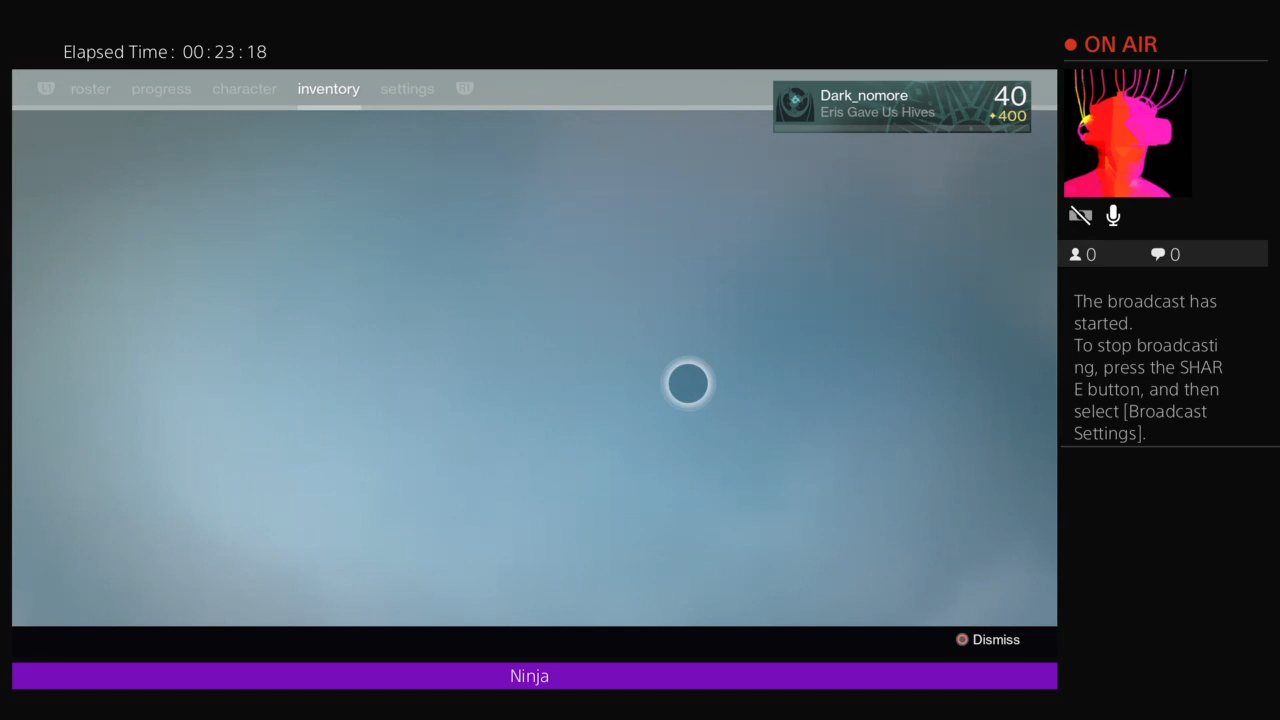 Elapsed Time: 00:23:18
ON AIR
L1 roster progress character inventory settings R1
Dark_nomore
40
Eris Gave Us Hives
400
0 0
The broadcast has
started.
To stop broadcasti
ng, press the SHAR
E button, and then
select [Broadcast
Settings].
Dismiss
Ninja